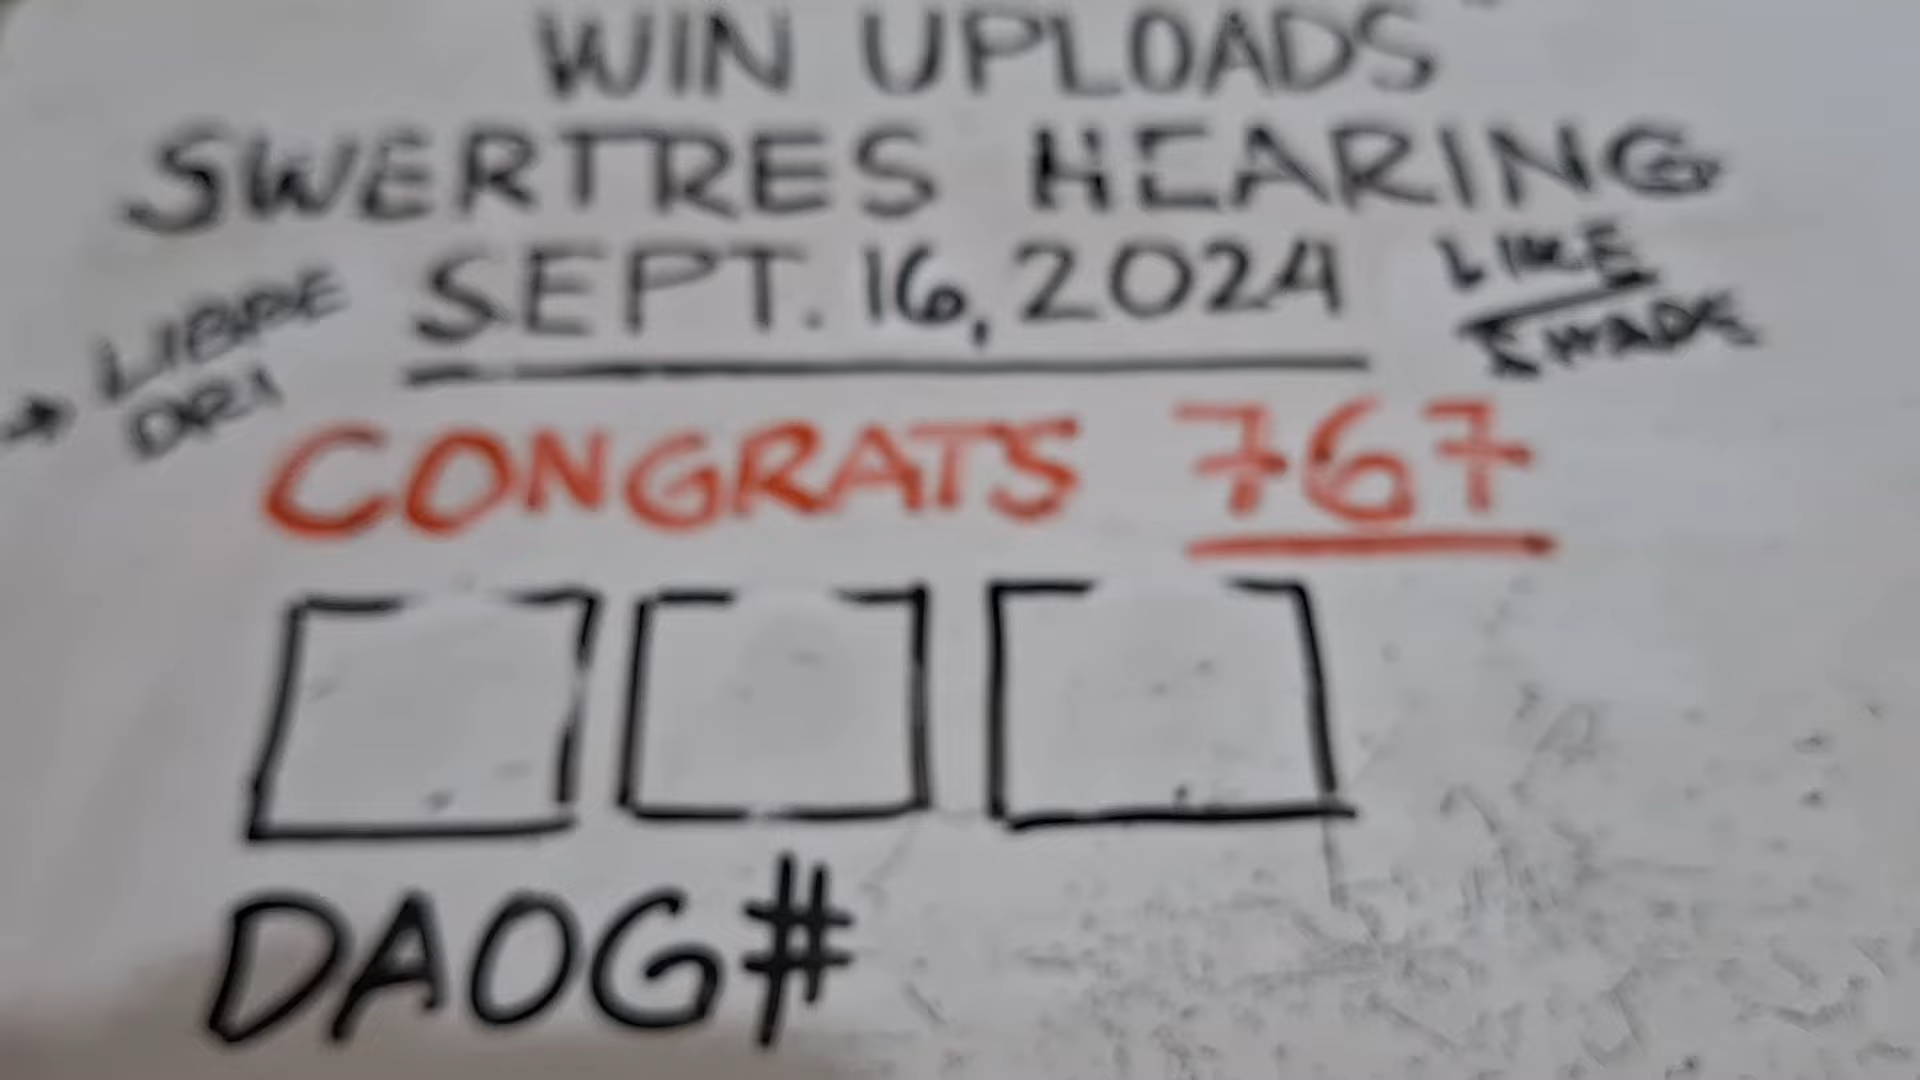 WIN UPLOADS
SWERTRES HEARING
SEPT. 16, 2024
LIKE
SHARE
→ LIBRE
DRI
CONGRATS 767
DAOG#